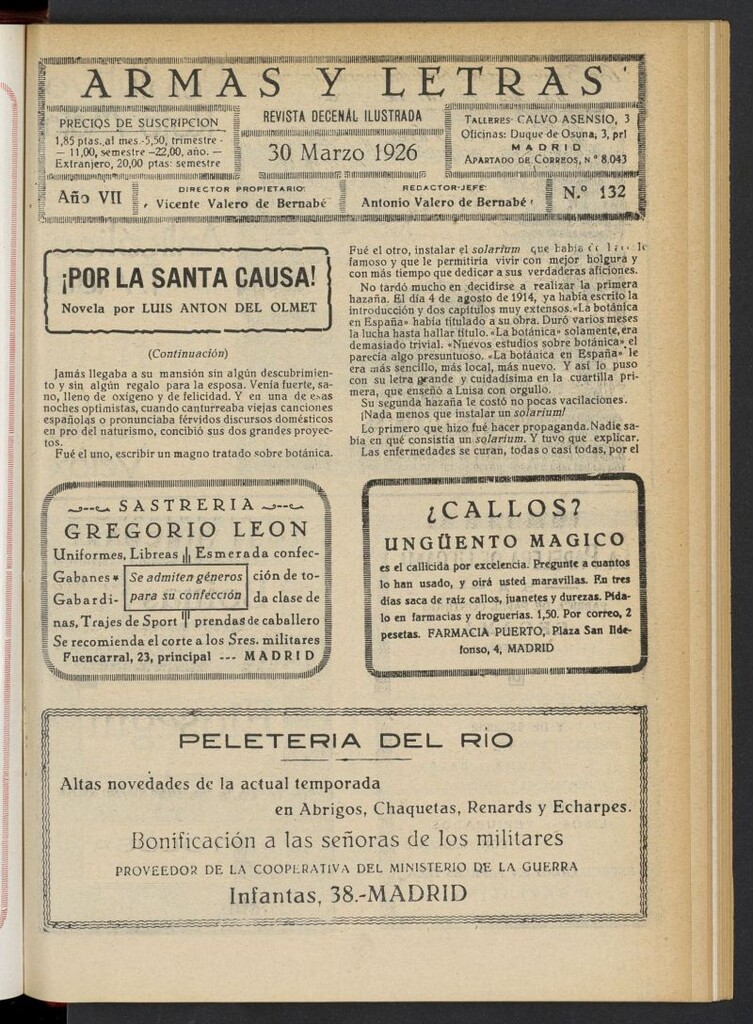 ARMAS Y LETRAS
PRECIOS DE SUSCRIPCION
1,85 ptas. al mes.-5,50, trimestre -
— 11,00, semestre —22,00, año. —
Extranjero, 20,00 ptas: semestre
REVISTA DECENAL ILUSTRADA
30 Marzo 1926
TALLERES: CALVO ASENSIO, 3
Oficinas: Duque de Osuna, 3, prl
MADRID
APARTADO DE CORREOS, N.º 8.043
Año VII
DIRECTOR PROPIETARIO:
Vicente Valero de Bernabé
REDACTOR-JEFE:
Antonio Valero de Bernabé
N.º 132
¡POR LA SANTA CAUSA!
Novela por LUIS ANTON DEL OLMET
(Continuación)
Jamás llegaba a su mansión sin algún descubrimien-
to y sin algún regalo para la esposa. Venía fuerte, sa-
no, lleno de oxígeno y de felicidad. Y en una de esas
noches optimistas, cuando canturreaba viejas canciones
españolas o pronunciaba férvidos discursos domésticos
en pro del naturismo, concibió sus dos grandes proyec-
tos.
Fué el uno, escribir un magno tratado sobre botánica.
Fué el otro, instalar el solarium que había de
famoso y que le permitiría vivir con mejor holgura y
con más tiempo que dedicar a sus verdaderas aficiones.
No tardó mucho en decidirse a realizar la primera
hazaña. El día 4 de agosto de 1914, ya había escrito la
introducción y dos capítulos muy extensos. «La botánica
en España» había titulado a su obra. Duró varios meses
la lucha hasta hallar título. «La botánica» solamente, era
demasiado trivial. «Nuevos estudios sobre botánica» el
parecía algo presuntuoso. «La botánica en España» le
era más sencillo, más local, más nuevo. Y así lo puso
con su letra grande y cuidadísima en la cuartilla pri-
mera, que enseñó a Luisa con orgullo.
Su segunda hazaña le costó no pocas vacilaciones.
¡Nada menos que instalar un solarium!
Lo primero que hizo fué hacer propaganda. Nadie sa-
bía en qué consistía un solarium. Y tuvo que explicar.
Las enfermedades se curan, todas o casi todas, por el
SASTRERIA
GREGORIO LEON
Uniformes, Libreas Esmerada confec-
Gabanes Se admiten géneros ción de to-
Gabardi- para su confección da clase de
nas, Trajes de Sport prendas de caballero
Se recomienda el corte a los Sres. militares
Fuencarral, 23, principal --- MADRID
¿CALLOS?
UNGÜENTO MAGICO
es el callicida por excelencia. Pregunte a cuantos
lo han usado, y oirá usted maravillas. En tres
días saca de raíz callos, juanetes y durezas. Pída-
lo en farmacias y droguerías. 1,50. Por correo, 2
pesetas. FARMACIA PUERTO, Plaza San Ilde-
fonso, 4, MADRID
PELETERIA DEL RIO
Altas novedades de la actual temporada
en Abrigos, Chaquetas, Renards y Echarpes.
Bonificación a las señoras de los militares
PROVEEDOR DE LA COOPERATIVA DEL MINISTERIO DE LA GUERRA
Infantas, 38.-MADRID